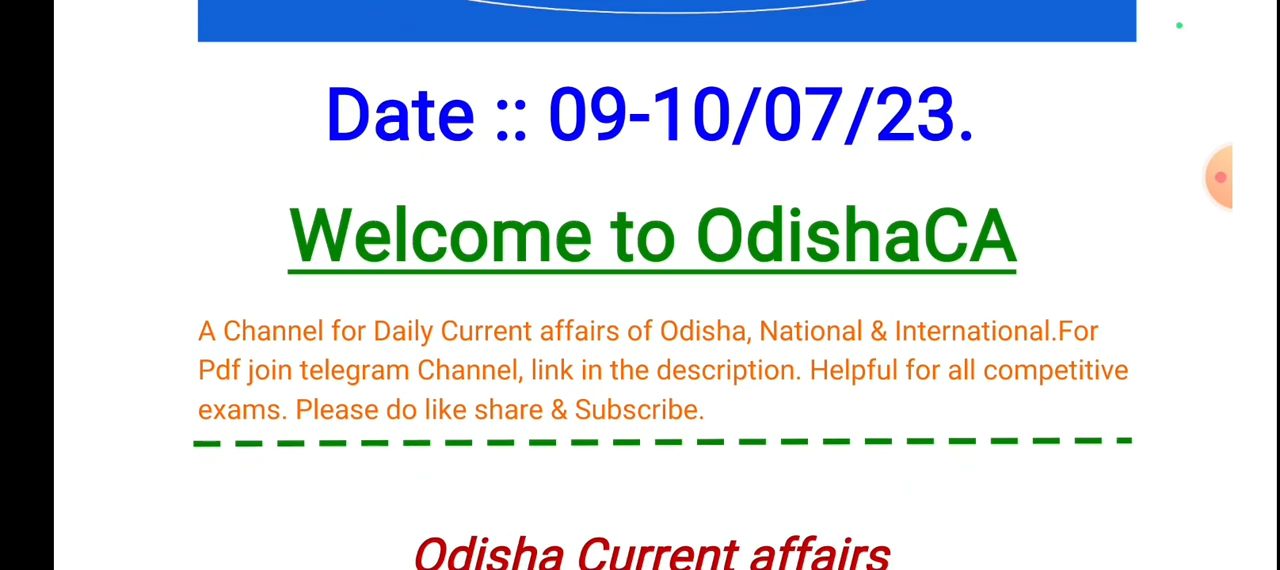 Date :: 09-10/07/23.
Welcome to OdishaCA
A Channel for Daily Current affairs of Odisha, National & International.For
Pdf join telegram Channel, link in the description. Helpful for all competitive
exams. Please do like share & Subscribe.
Odisha Current affairs